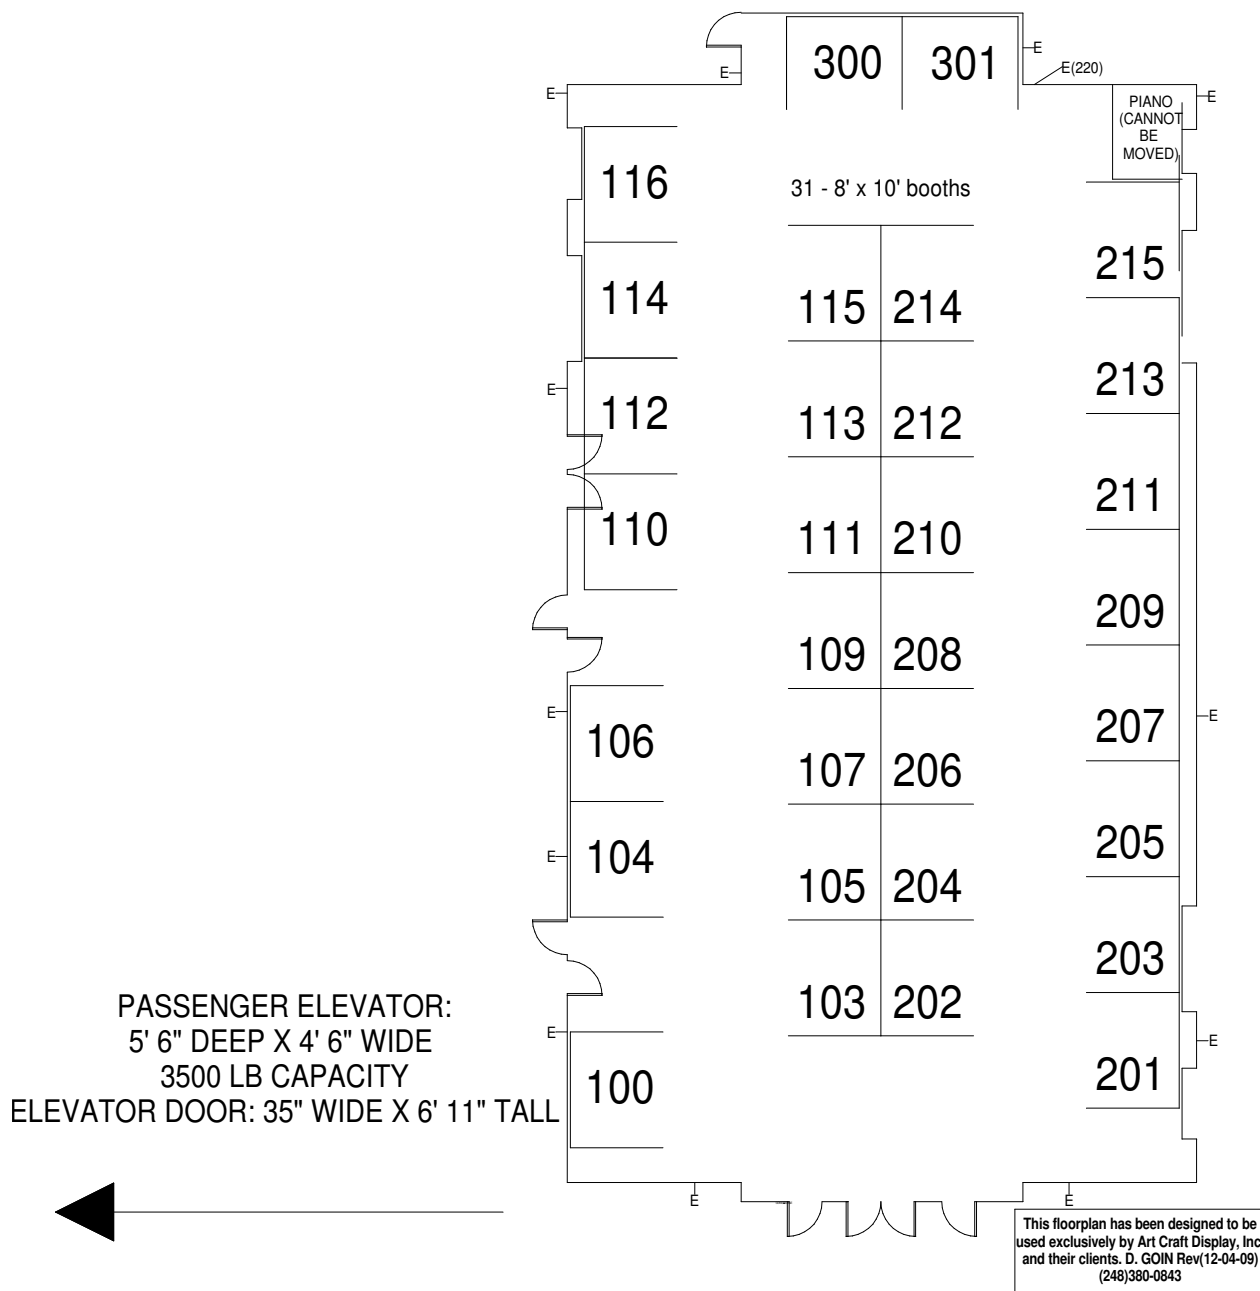 300 301
E
E
E(220)
E
E
PIANO
(CANNOT
BE
MOVED)
116
31 - 8' x 10' booths
215
114
115 214
213
E
112
113 212
211
110
111 210
209
109 208
E
E
106
207
107 206
104
E
205
105 204
203
PASSENGER ELEVATOR:
5' 6" DEEP X 4' 6" WIDE
3500 LB CAPACITY
ELEVATOR DOOR: 35" WIDE X 6' 11" TALL
103 202
E
E
100
201
E
E
This floorplan has been designed to be
used exclusively by Art Craft Display, Inc
and their clients. D. GOIN Rev(12-04-09)
(248)380-0843